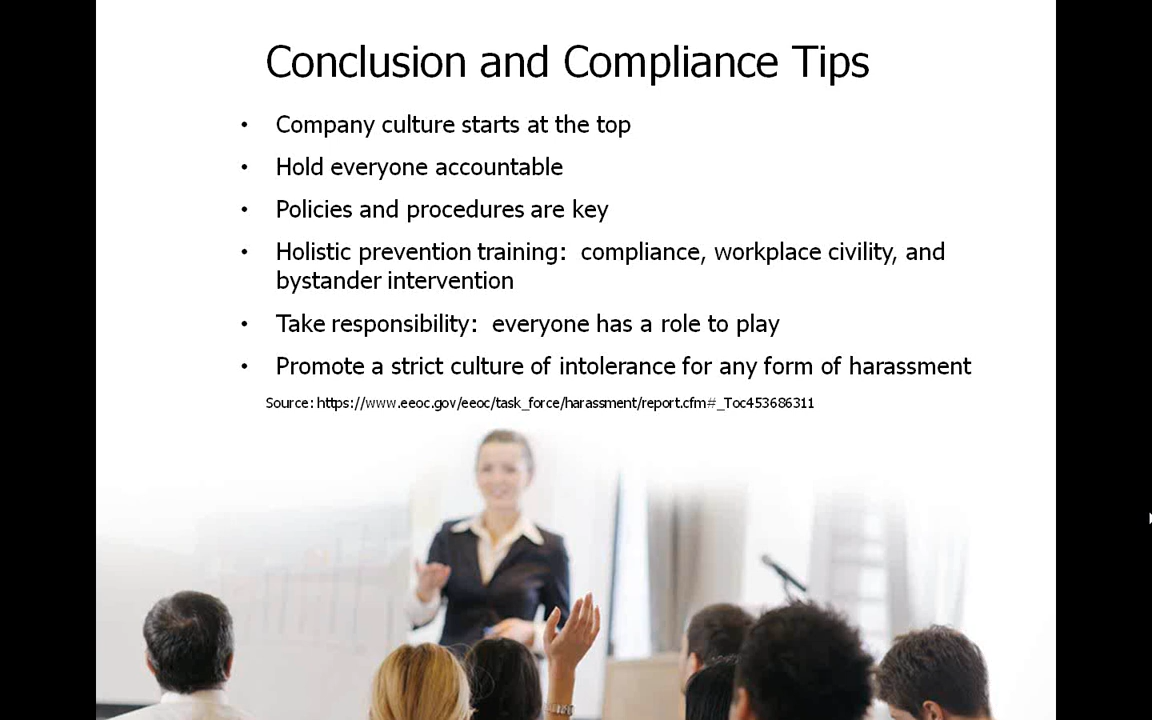 Conclusion and Compliance Tips
• Company culture starts at the top
• Hold everyone accountable
• Policies and procedures are key
• Holistic prevention training:  compliance, workplace civility, and
bystander intervention
• Take responsibility:  everyone has a role to play
• Promote a strict culture of intolerance for any form of harassment
Source: https://www.eeoc.gov/eeoc/task_force/harassment/report.cfm#_Toc453686311